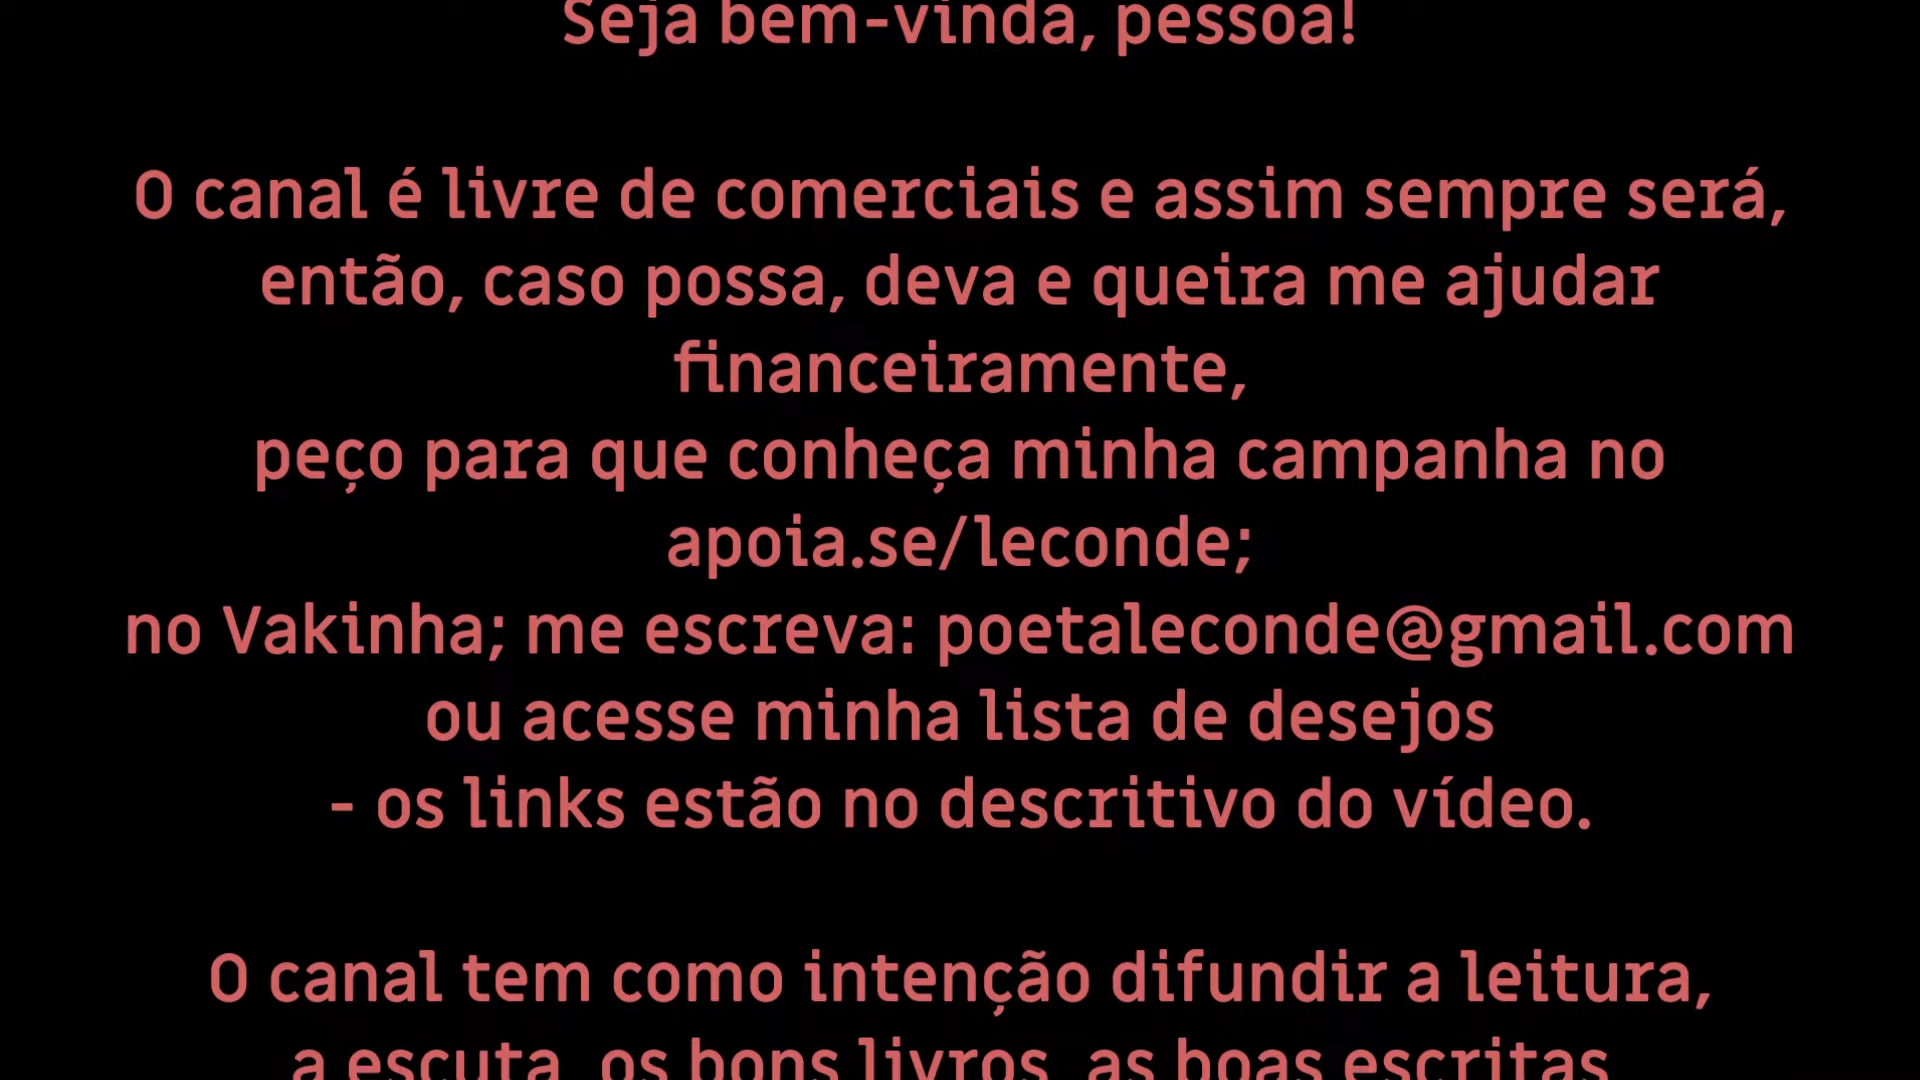 Seja bem-vinda, pessoa!
O canal é livre de comerciais e assim sempre será,
então, caso possa, deva e queira me ajudar
financeiramente,
peço para que conheça minha campanha no
apoia.se/leconde;
no Vakinha; me escreva: poetaleconde@gmail.com
ou acesse minha lista de desejos
- os links estão no descritivo do vídeo.
O canal tem como intenção difundir a leitura,
a escuta, os bons livros, as boas escritas